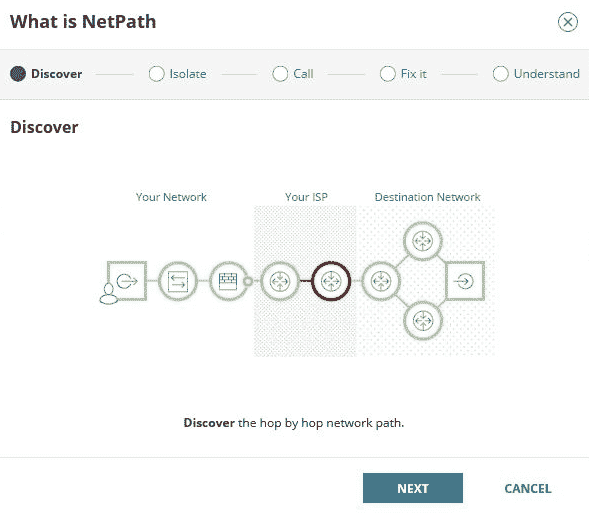 What is NetPath
Discover Isolate Call Fix it Understand
Discover
Your Network Your ISP Destination Network
Discover the hop by hop network path.
NEXT CANCEL